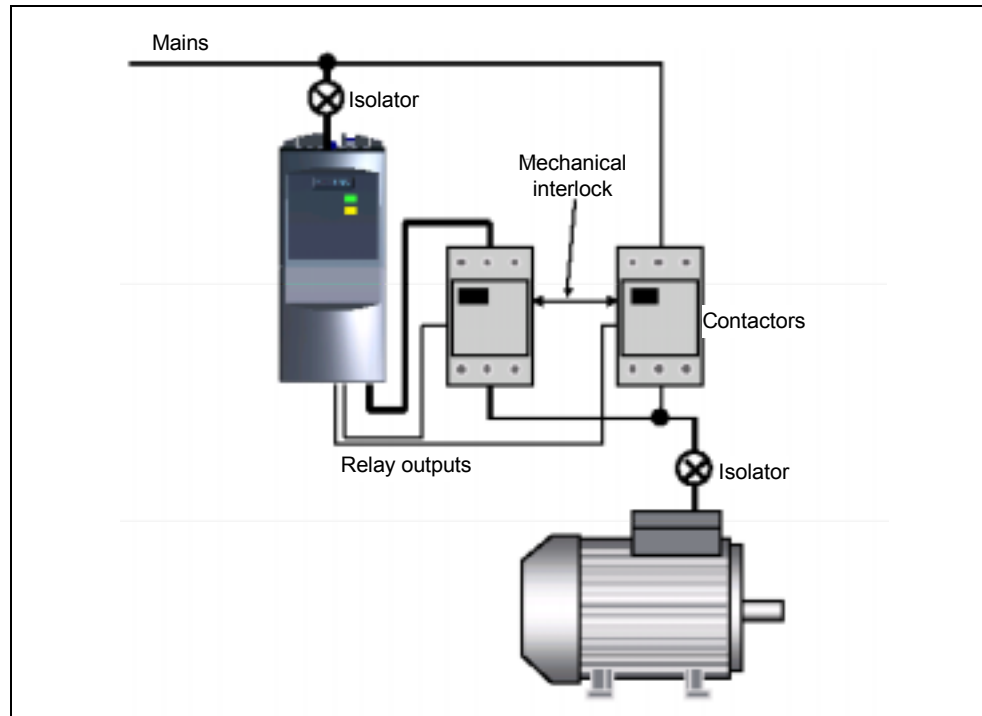 Mains
Isolator
Mechanical
interlock
Contactors
Relay outputs
Isolator